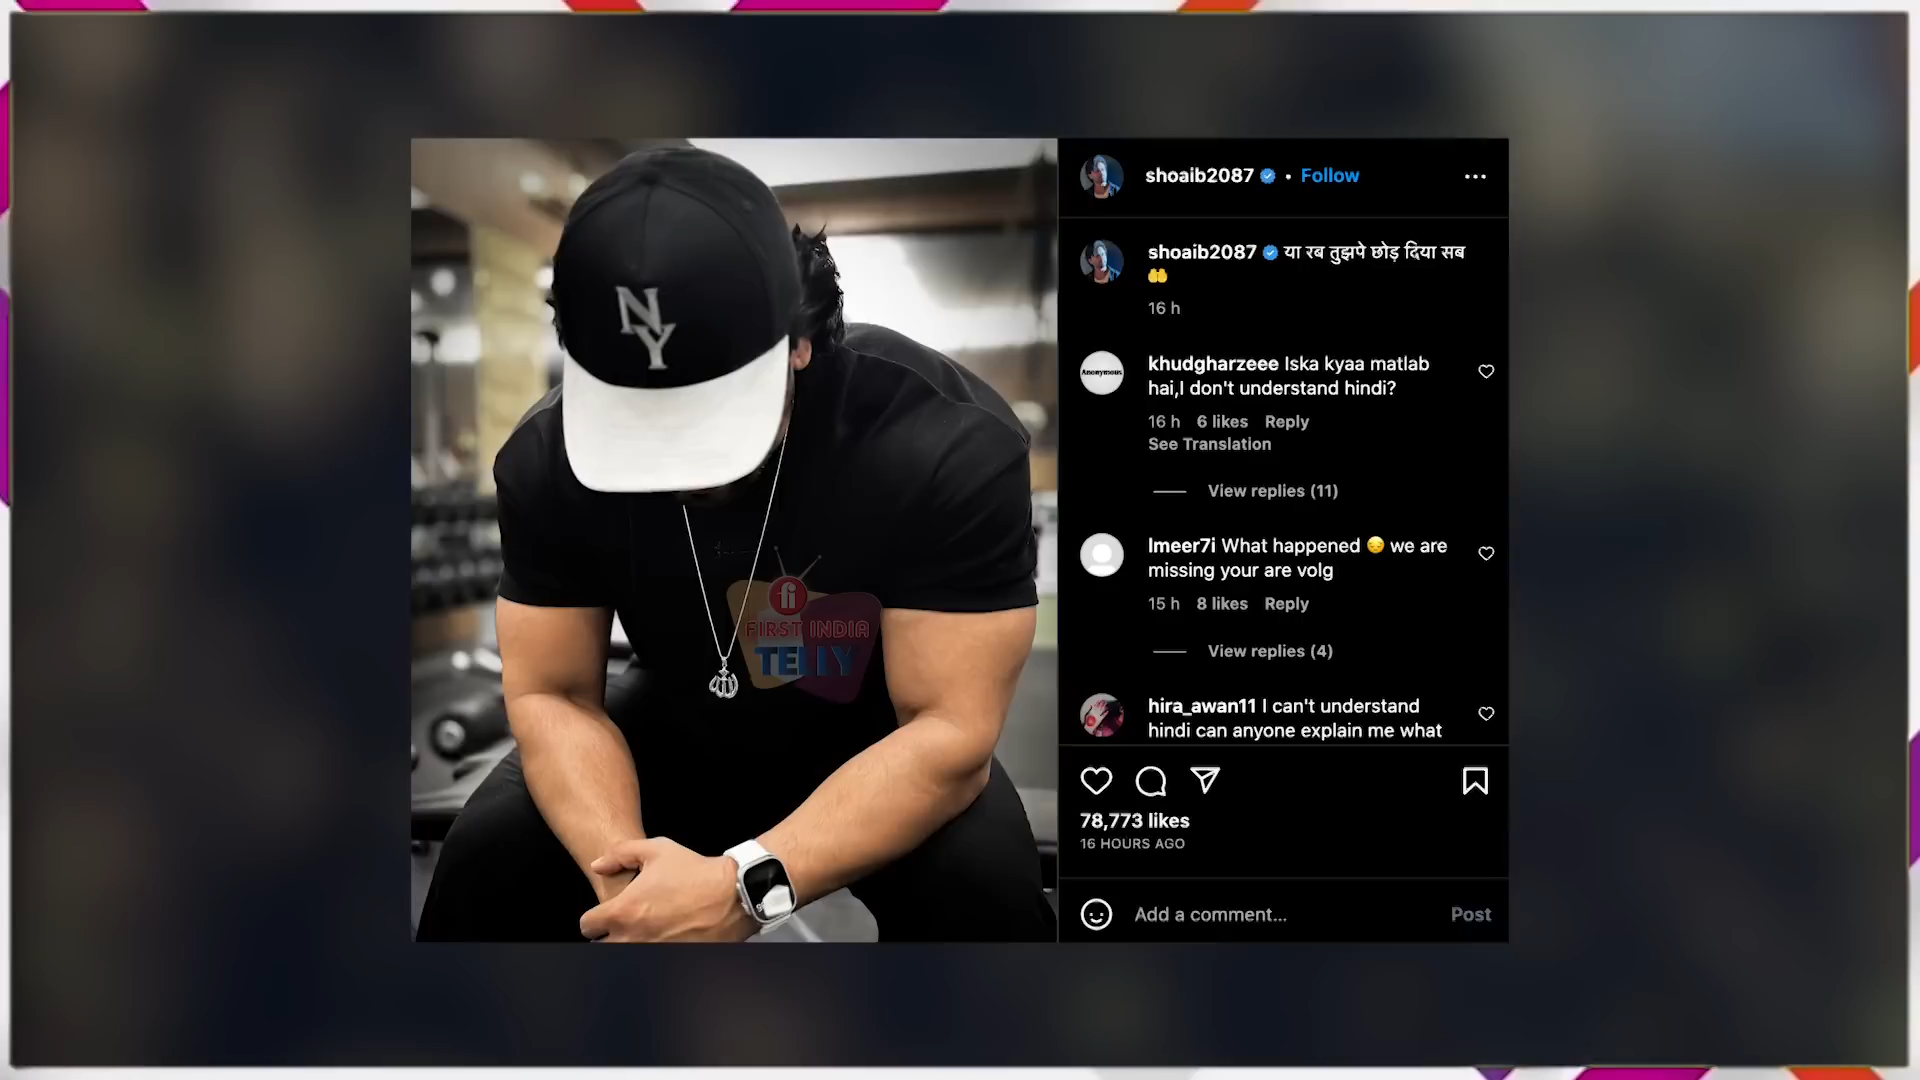 NY
fi
FIRST INDIA
TELLY
shoaib2087 • Follow
shoaib2087 या रब तुझपे छोड़ दिया सब
🤲
16 h
Anonymous
khudgharzeee Iska kyaa matlab
hai,I don't understand hindi?
16 h 6 likes Reply
See Translation
View replies (11)
lmeer7i What happened 😔 we are
missing your are volg
15 h 8 likes Reply
View replies (4)
hira_awan11 I can't understand
hindi can anyone explain me what
78,773 likes
16 HOURS AGO
Add a comment...
Post